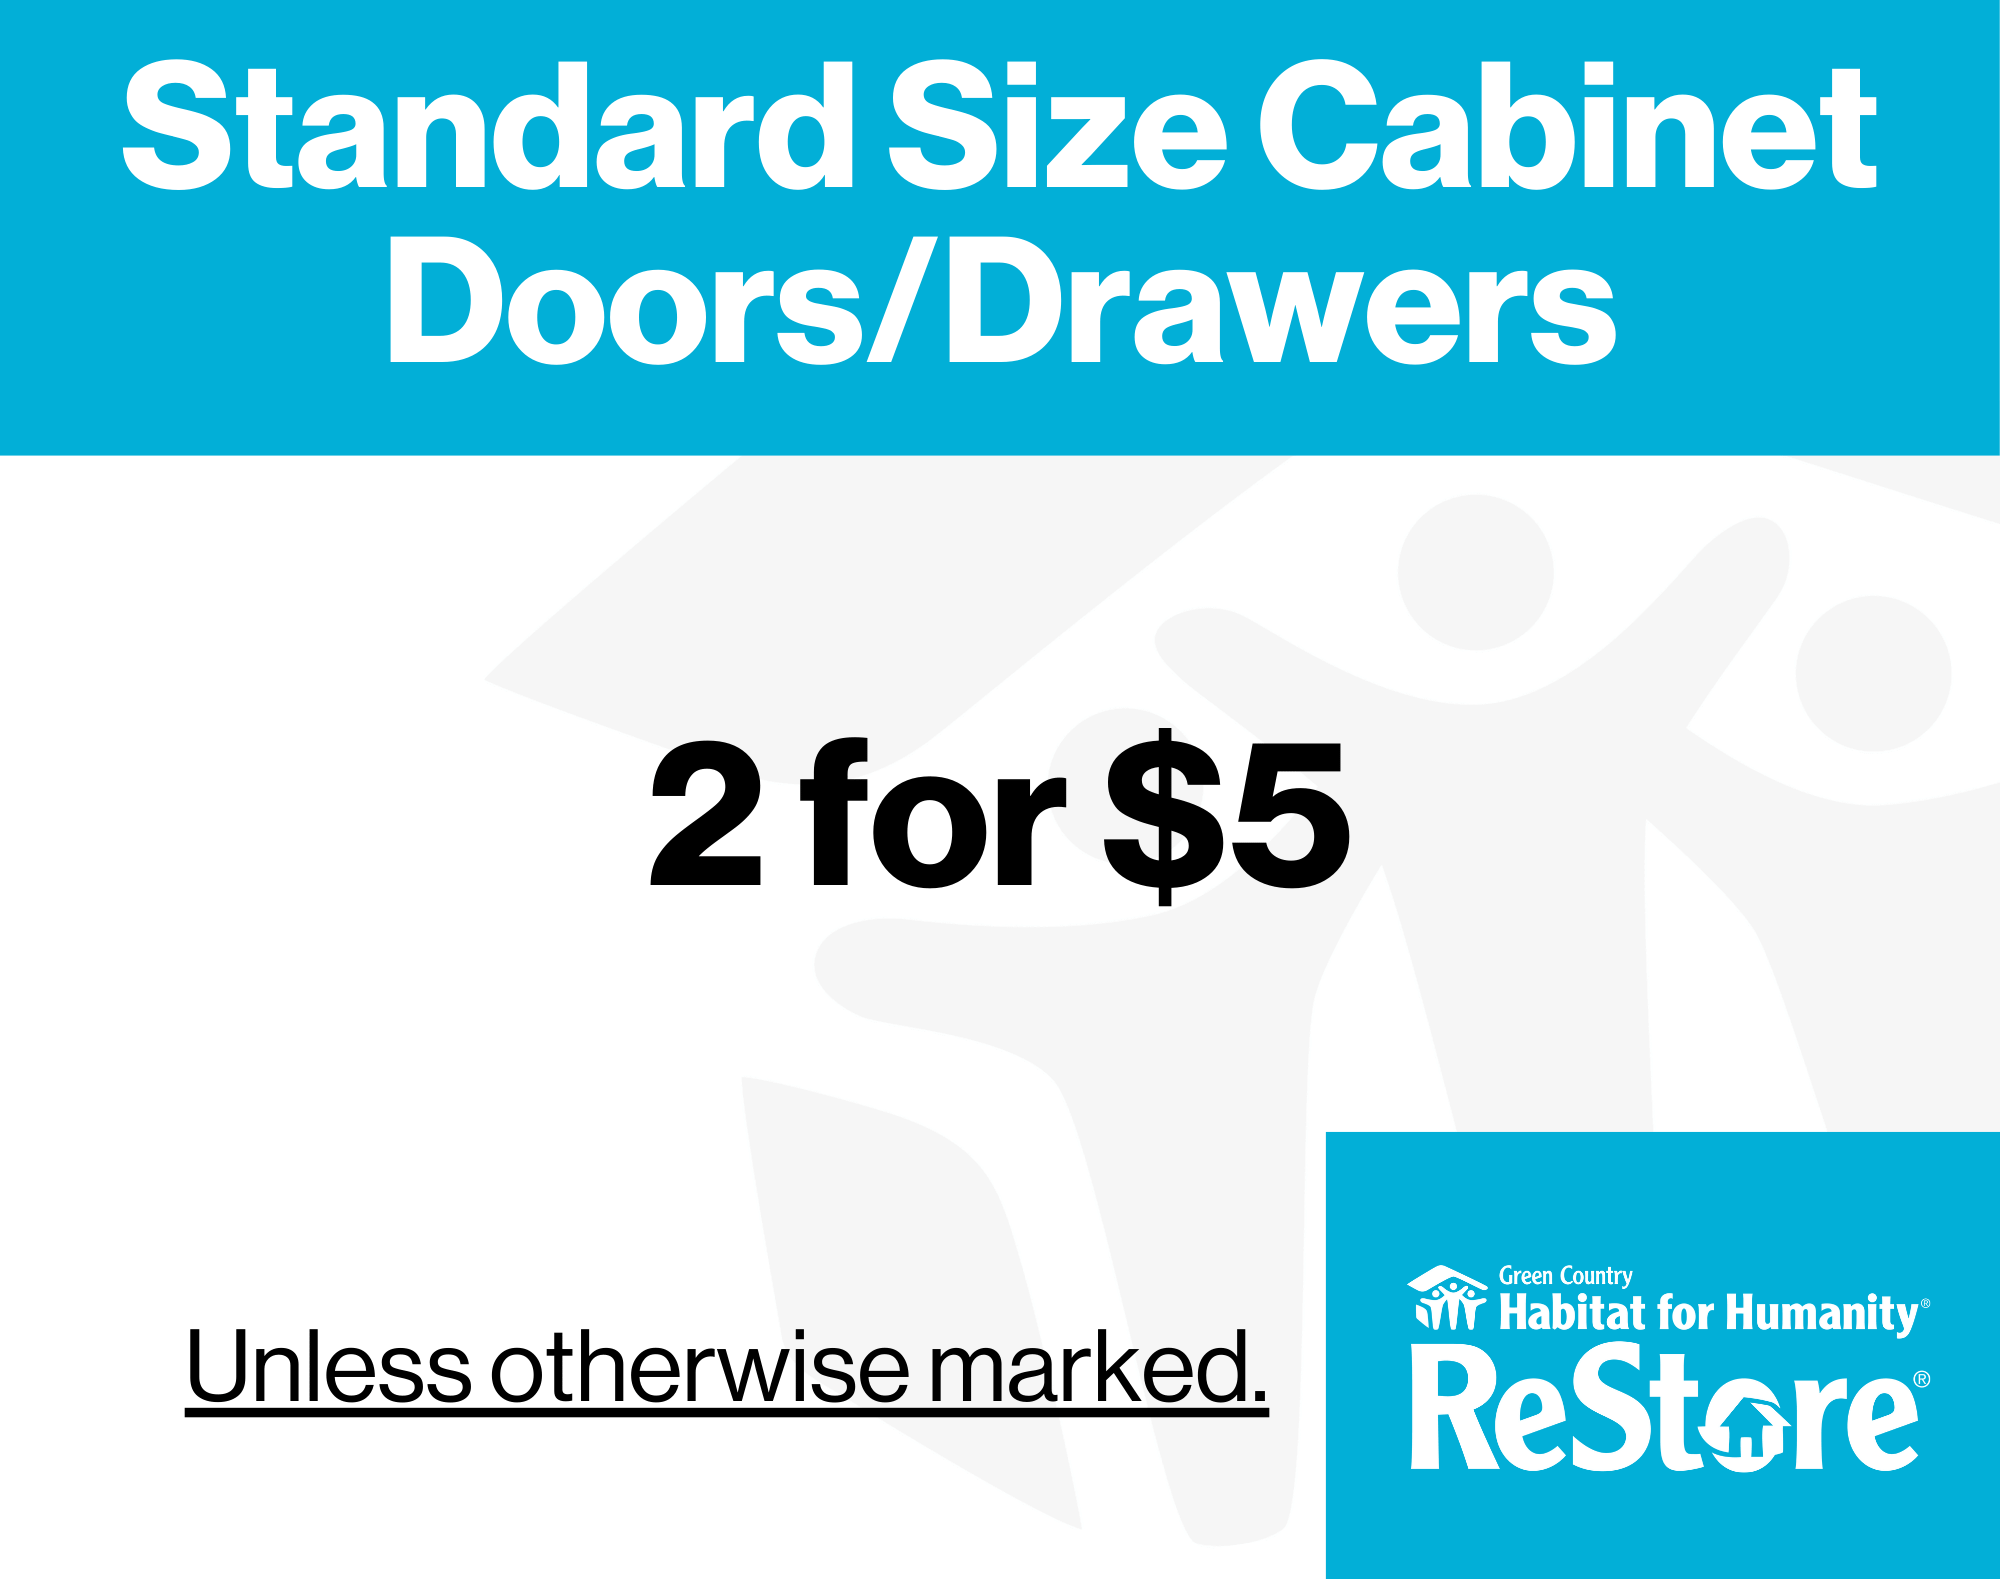 Standard Size Cabinet
Doors/Drawers
2 for $5
Unless otherwise marked.
Green Country
Habitat for Humanity®
ReStore®